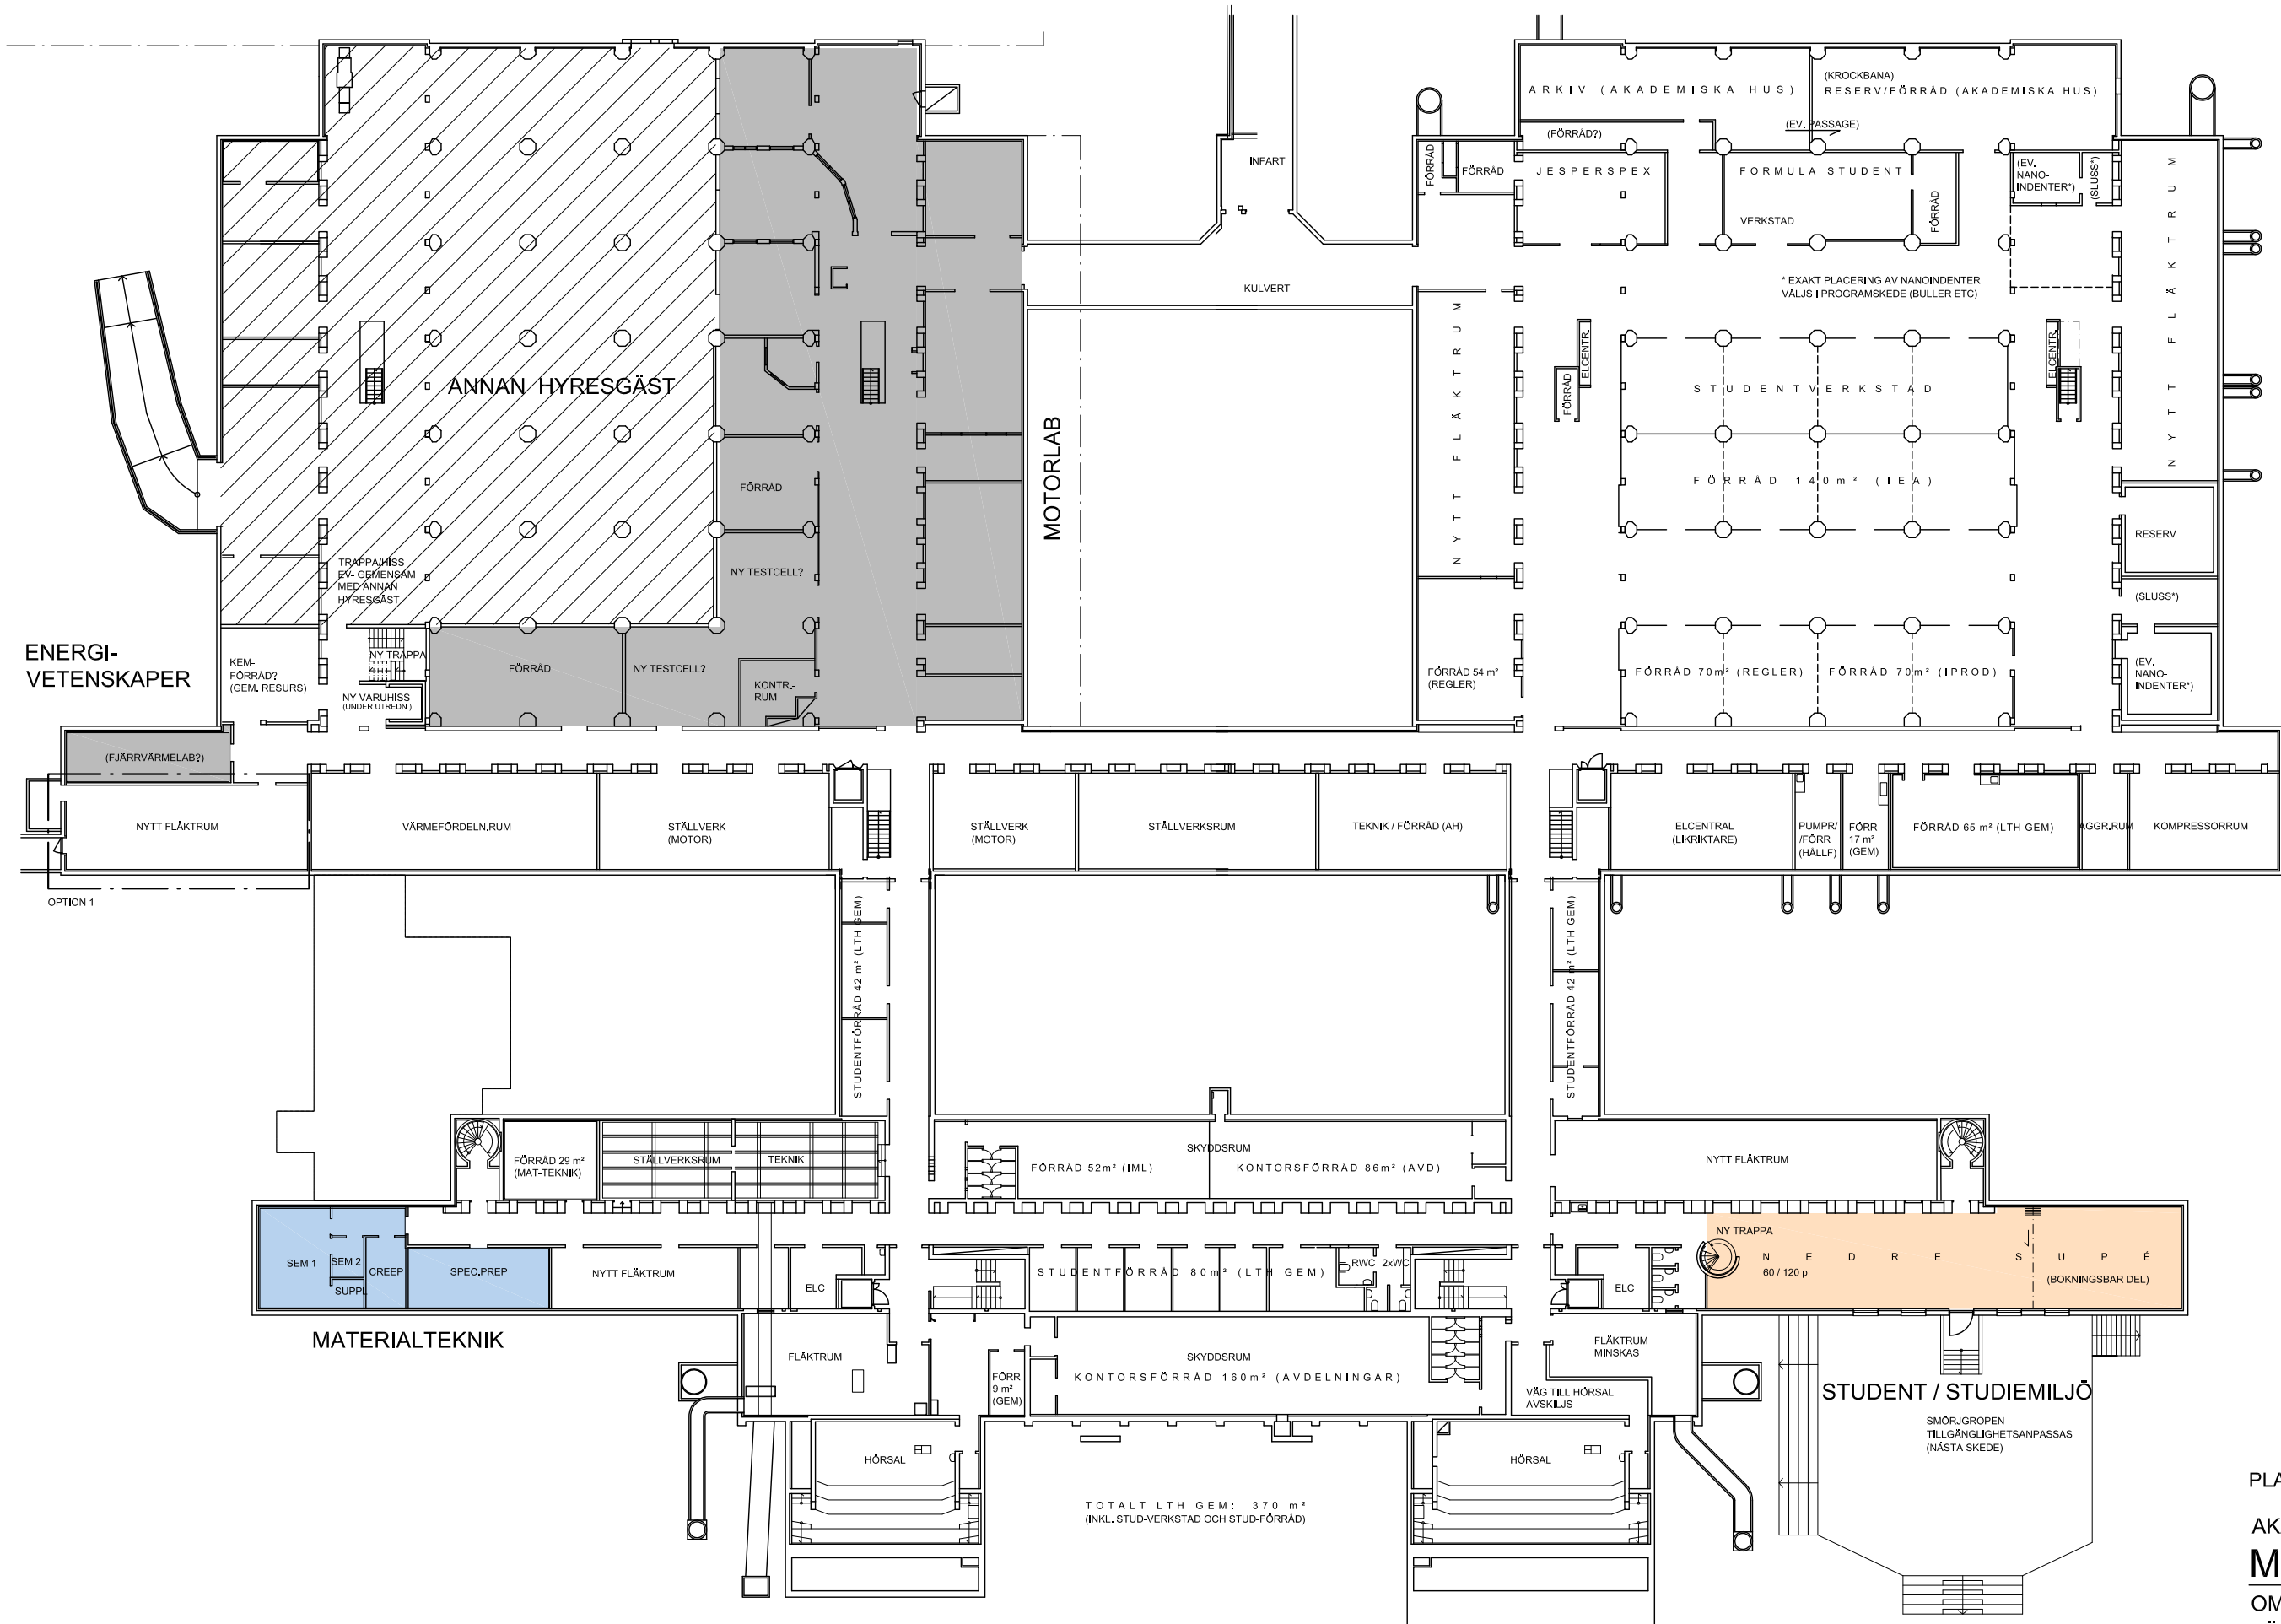 ARKIV (AKADEMISKA HUS)
(KROCKBANA)
RESERV/FÖRRÅD (AKADEMISKA HUS)
(FÖRRÅD?)
(EV. PASSAGE)
INFART
FÖRRÅD
FÖRRÅD
JESPERSPEX
FORMULA STUDENT
VERKSTAD
FÖRRÅD
(EV.
NANO-
INDENTER*)
(SLUSS*)
NYTT FLÄKTRUM
KULVERT
* EXAKT PLACERING AV NANOINDENTER
VÄLJS I PROGRAMSKEDE (BULLER ETC)
NYTT FLÄKTRUM
ELCENTR.
FÖRRÅD
ELCENTR.
STUDENTVERKSTAD
ANNAN HYRESGÄST
MOTORLAB
FÖRRÅD
FÖRRÅD 140m² (IEA)
RESERV
NY TESTCELL?
TRAPPA/HISS
EV- GEMENSAM
MED ANNAN
HYRESGÄST
(SLUSS*)
ENERGI-
VETENSKAPER
KEM-
FÖRRÅD?
(GEM. RESURS)
NY TRAPPA
NY VARUHISS
(UNDER UTREDN.)
FÖRRÅD
NY TESTCELL?
KONTR.-
RUM
FÖRRÅD 54 m²
(REGLER)
FÖRRÅD 70m² (REGLER)
FÖRRÅD 70m² (IPROD)
(EV.
NANO-
INDENTER*)
(FJÄRRVÄRMELAB?)
NYTT FLÄKTRUM
VÄRMEFÖRDELN.RUM
STÄLLVERK
(MOTOR)
STÄLLVERK
(MOTOR)
STÄLLVERKSRUM
TEKNIK / FÖRRÅD (AH)
ELCENTRAL
(LIKRIKTARE)
PUMPR/
/FÖRR
(HÅLLF)
FÖRR
17 m²
(GEM)
FÖRRÅD 65 m² (LTH GEM)
AGGR.RUM
KOMPRESSORRUM
OPTION 1
STUDENTFÖRRÅD 42 m² (LTH GEM)
STUDENTFÖRRÅD 42 m² (LTH GEM)
FÖRRÅD 29 m²
(MAT-TEKNIK)
STÄLLVERKSRUM
TEKNIK
SKYDDSRUM
FÖRRÅD 52m² (IML)
KONTORSFÖRRÅD 86m² (AVD)
NYTT FLÄKTRUM
SEM 1
SEM 2
SUPPL
CREEP
SPEC.PREP
NYTT FLÄKTRUM
ELC
STUDENTFÖRRÅD 80m² (LTH GEM)
RWC 2xWC
ELC
NY TRAPPA
NEDRE SUPÉ
60 / 120 p
(BOKNINGSBAR DEL)
MATERIALTEKNIK
FLÄKTRUM
FÖRR
9 m²
(GEM)
SKYDDSRUM
KONTORSFÖRRÅD 160m² (AVDELNINGAR)
FLÄKTRUM
MINSKAS
VÄG TILL HÖRSAL
AVSKILJS
STUDENT / STUDIEMILJÖ
SMÖRJGROPEN
TILLGÄNGLIGHETSANPASSAS
(NÄSTA SKEDE)
HÖRSAL
HÖRSAL
TOTALT LTH GEM: 370 m²
(INKL. STUD-VERKSTAD OCH STUD-FÖRRÅD)
PLA
AK
M
OM